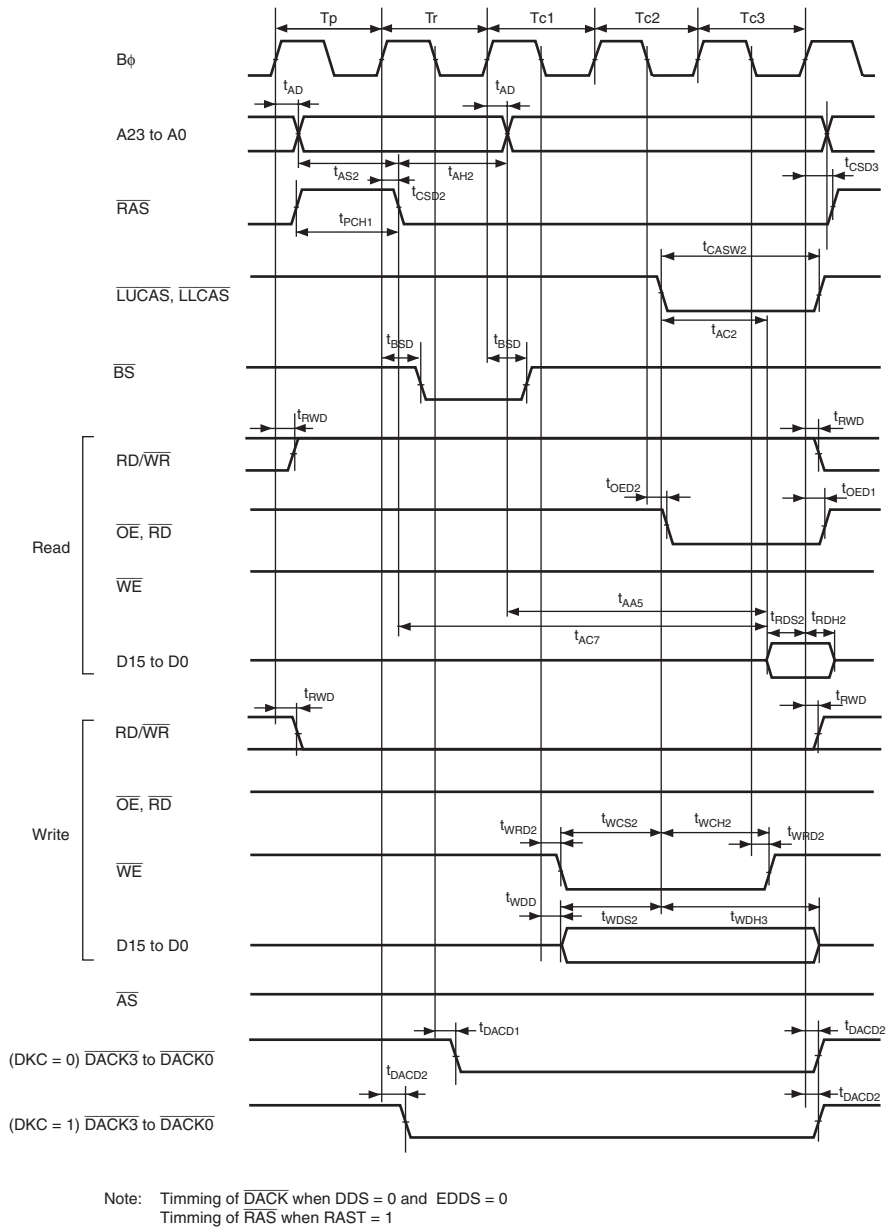 Tp Tr Tc1 Tc2 Tc3
Bϕ
tAD tAD
A23 to A0
tAS2 tAH2 tCSD3
tCSD2
RAS
tPCH1
tCASW2
LUCAS, LLCAS
tAC2
tBSD tBSD
BS
tRWD tRWD
RD/WR
tOED2 tOED1
OE, RD
Read
WE
tAA5
tRDS2 tRDH2
tAC7
D15 to D0
tRWD tRWD
RD/WR
OE, RD
Write
tWRD2 tWCS2 tWCH2 tWRD2
WE
tWDD tWDS2 tWDH3
D15 to D0
AS
tDACD1 tDACD2
(DKC = 0) DACK3 to DACK0
tDACD2 tDACD2
(DKC = 1) DACK3 to DACK0
Note: Timming of DACK when DDS = 0 and EDDS = 0
Timming of RAS when RAST = 1